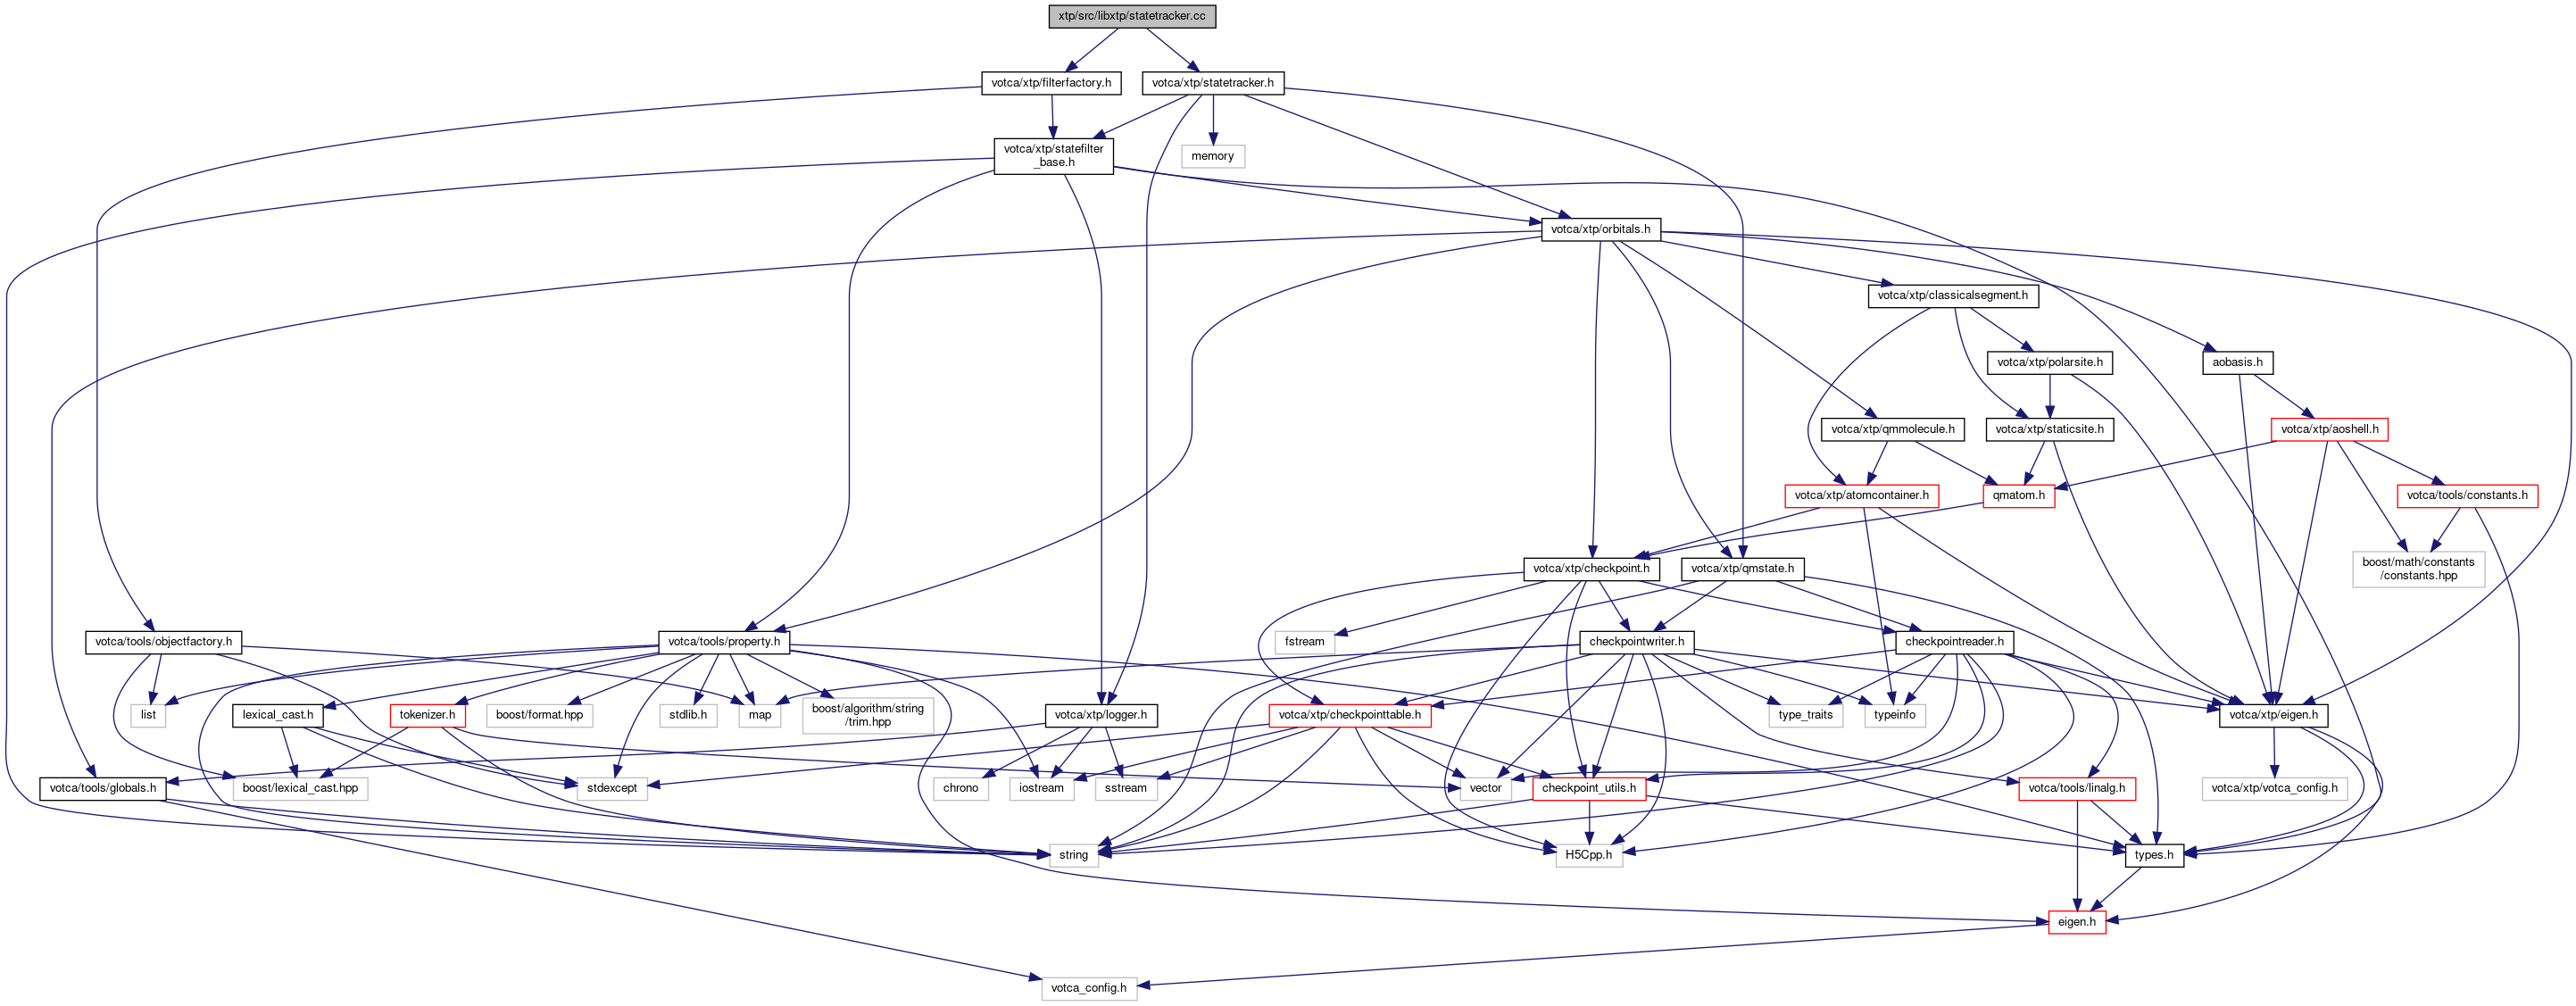 xtp/src/libxtp/statetracker.cc
votca/xtp/filterfactory.h
votca/xtp/statetracker.h
votca/xtp/statefilter
_base.h
memory
votca/xtp/orbitals.h
votca/xtp/classicalsegment.h
votca/xtp/polarsite.h
aobasis.h
votca/xtp/qmmolecule.h
votca/xtp/staticsite.h
votca/xtp/aoshell.h
votca/xtp/atomcontainer.h
qmatom.h
votca/tools/constants.h
votca/xtp/checkpoint.h
votca/xtp/qmstate.h
boost/math/constants
/constants.hpp
votca/tools/objectfactory.h
votca/tools/property.h
fstream
checkpointwriter.h
checkpointreader.h
list
lexical_cast.h
tokenizer.h
boost/format.hpp
stdlib.h
map
boost/algorithm/string
/trim.hpp
votca/xtp/logger.h
votca/xtp/checkpointtable.h
type_traits
typeinfo
votca/xtp/eigen.h
votca/tools/globals.h
boost/lexical_cast.hpp
stdexcept
chrono
iostream
sstream
vector
checkpoint_utils.h
votca/tools/linalg.h
votca/xtp/votca_config.h
string
H5Cpp.h
types.h
eigen.h
votca_config.h